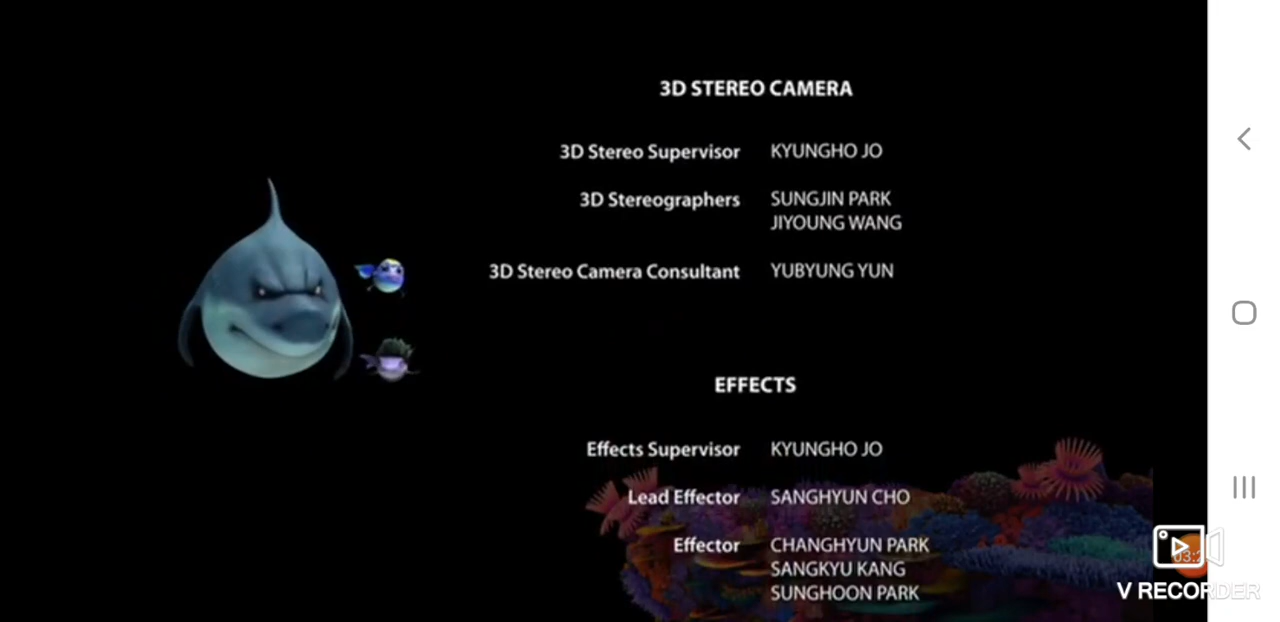 3D STEREO CAMERA
3D Stereo Supervisor KYUNGHO JO
3D Stereographers SUNGJIN PARK
JIYOUNG WANG
3D Stereo Camera Consultant YUBYUNG YUN
EFFECTS
Effects Supervisor KYUNGHO JO
Lead Effector SANGHYUN CHO
Effector CHANGHYUN PARK
SANGKYU KANG
SUNGHOON PARK
V RECORDER